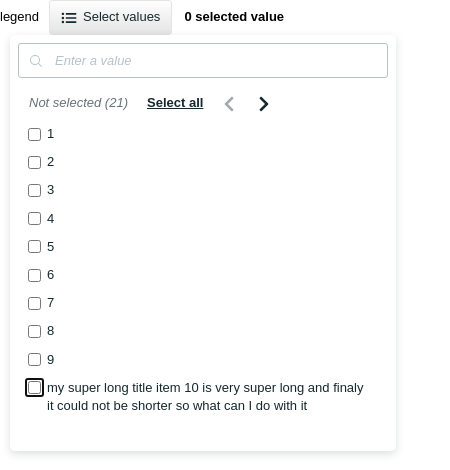 legend Select values 0 selected value
Enter a value
Not selected (21) Select all
1
2
3
4
5
6
7
8
9
my super long title item 10 is very super long and finaly
it could not be shorter so what can I do with it